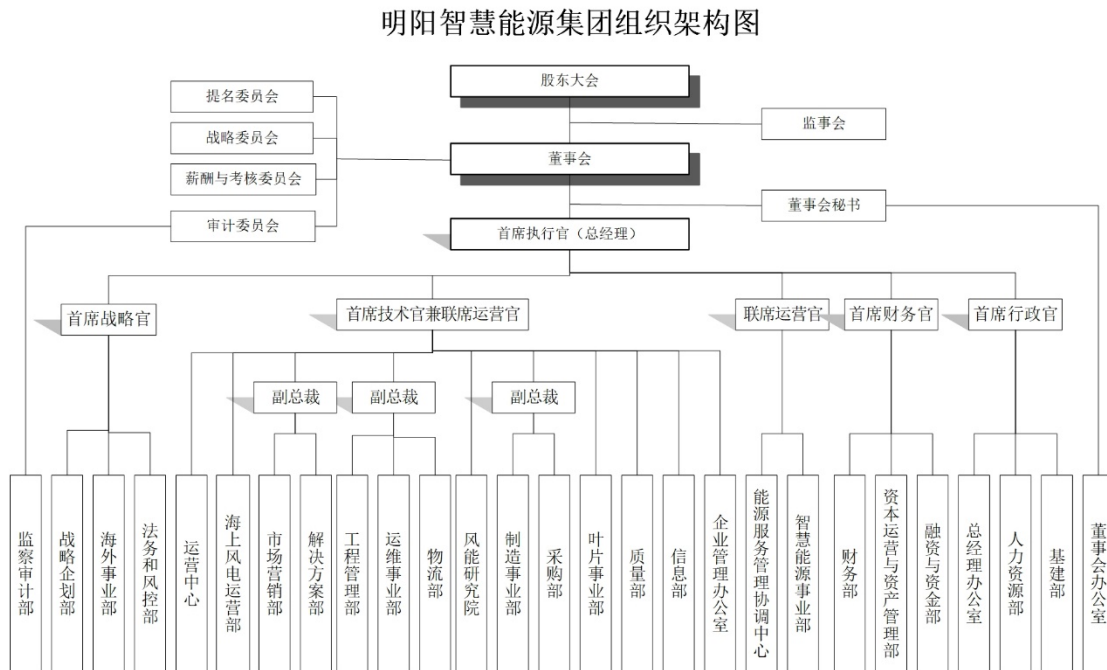 明阳智慧能源集团组织架构图
股东大会
提名委员会
监事会
战略委员会
董事会
薪酬与考核委员会
董事会秘书
审计委员会
首席执行官（总经理）
首席战略官
首席技术官兼联席运营官
联席运营官
首席财务官
首席行政官
副总裁
副总裁
副总裁
监察审计部
战略企划部
海外事业部
法务和风控部
运营中心
海上风电运营部
市场营销部
解决方案部
工程管理部
运维事业部
物流部
风能研究院
制造事业部
采购部
叶片事业部
质量部
信息部
企业管理办公室
能源服务管理协调中心
智慧能源事业部
财务部
资本运营与资产管理部
融资与资金部
总经理办公室
人力资源部
基建部
董事会办公室